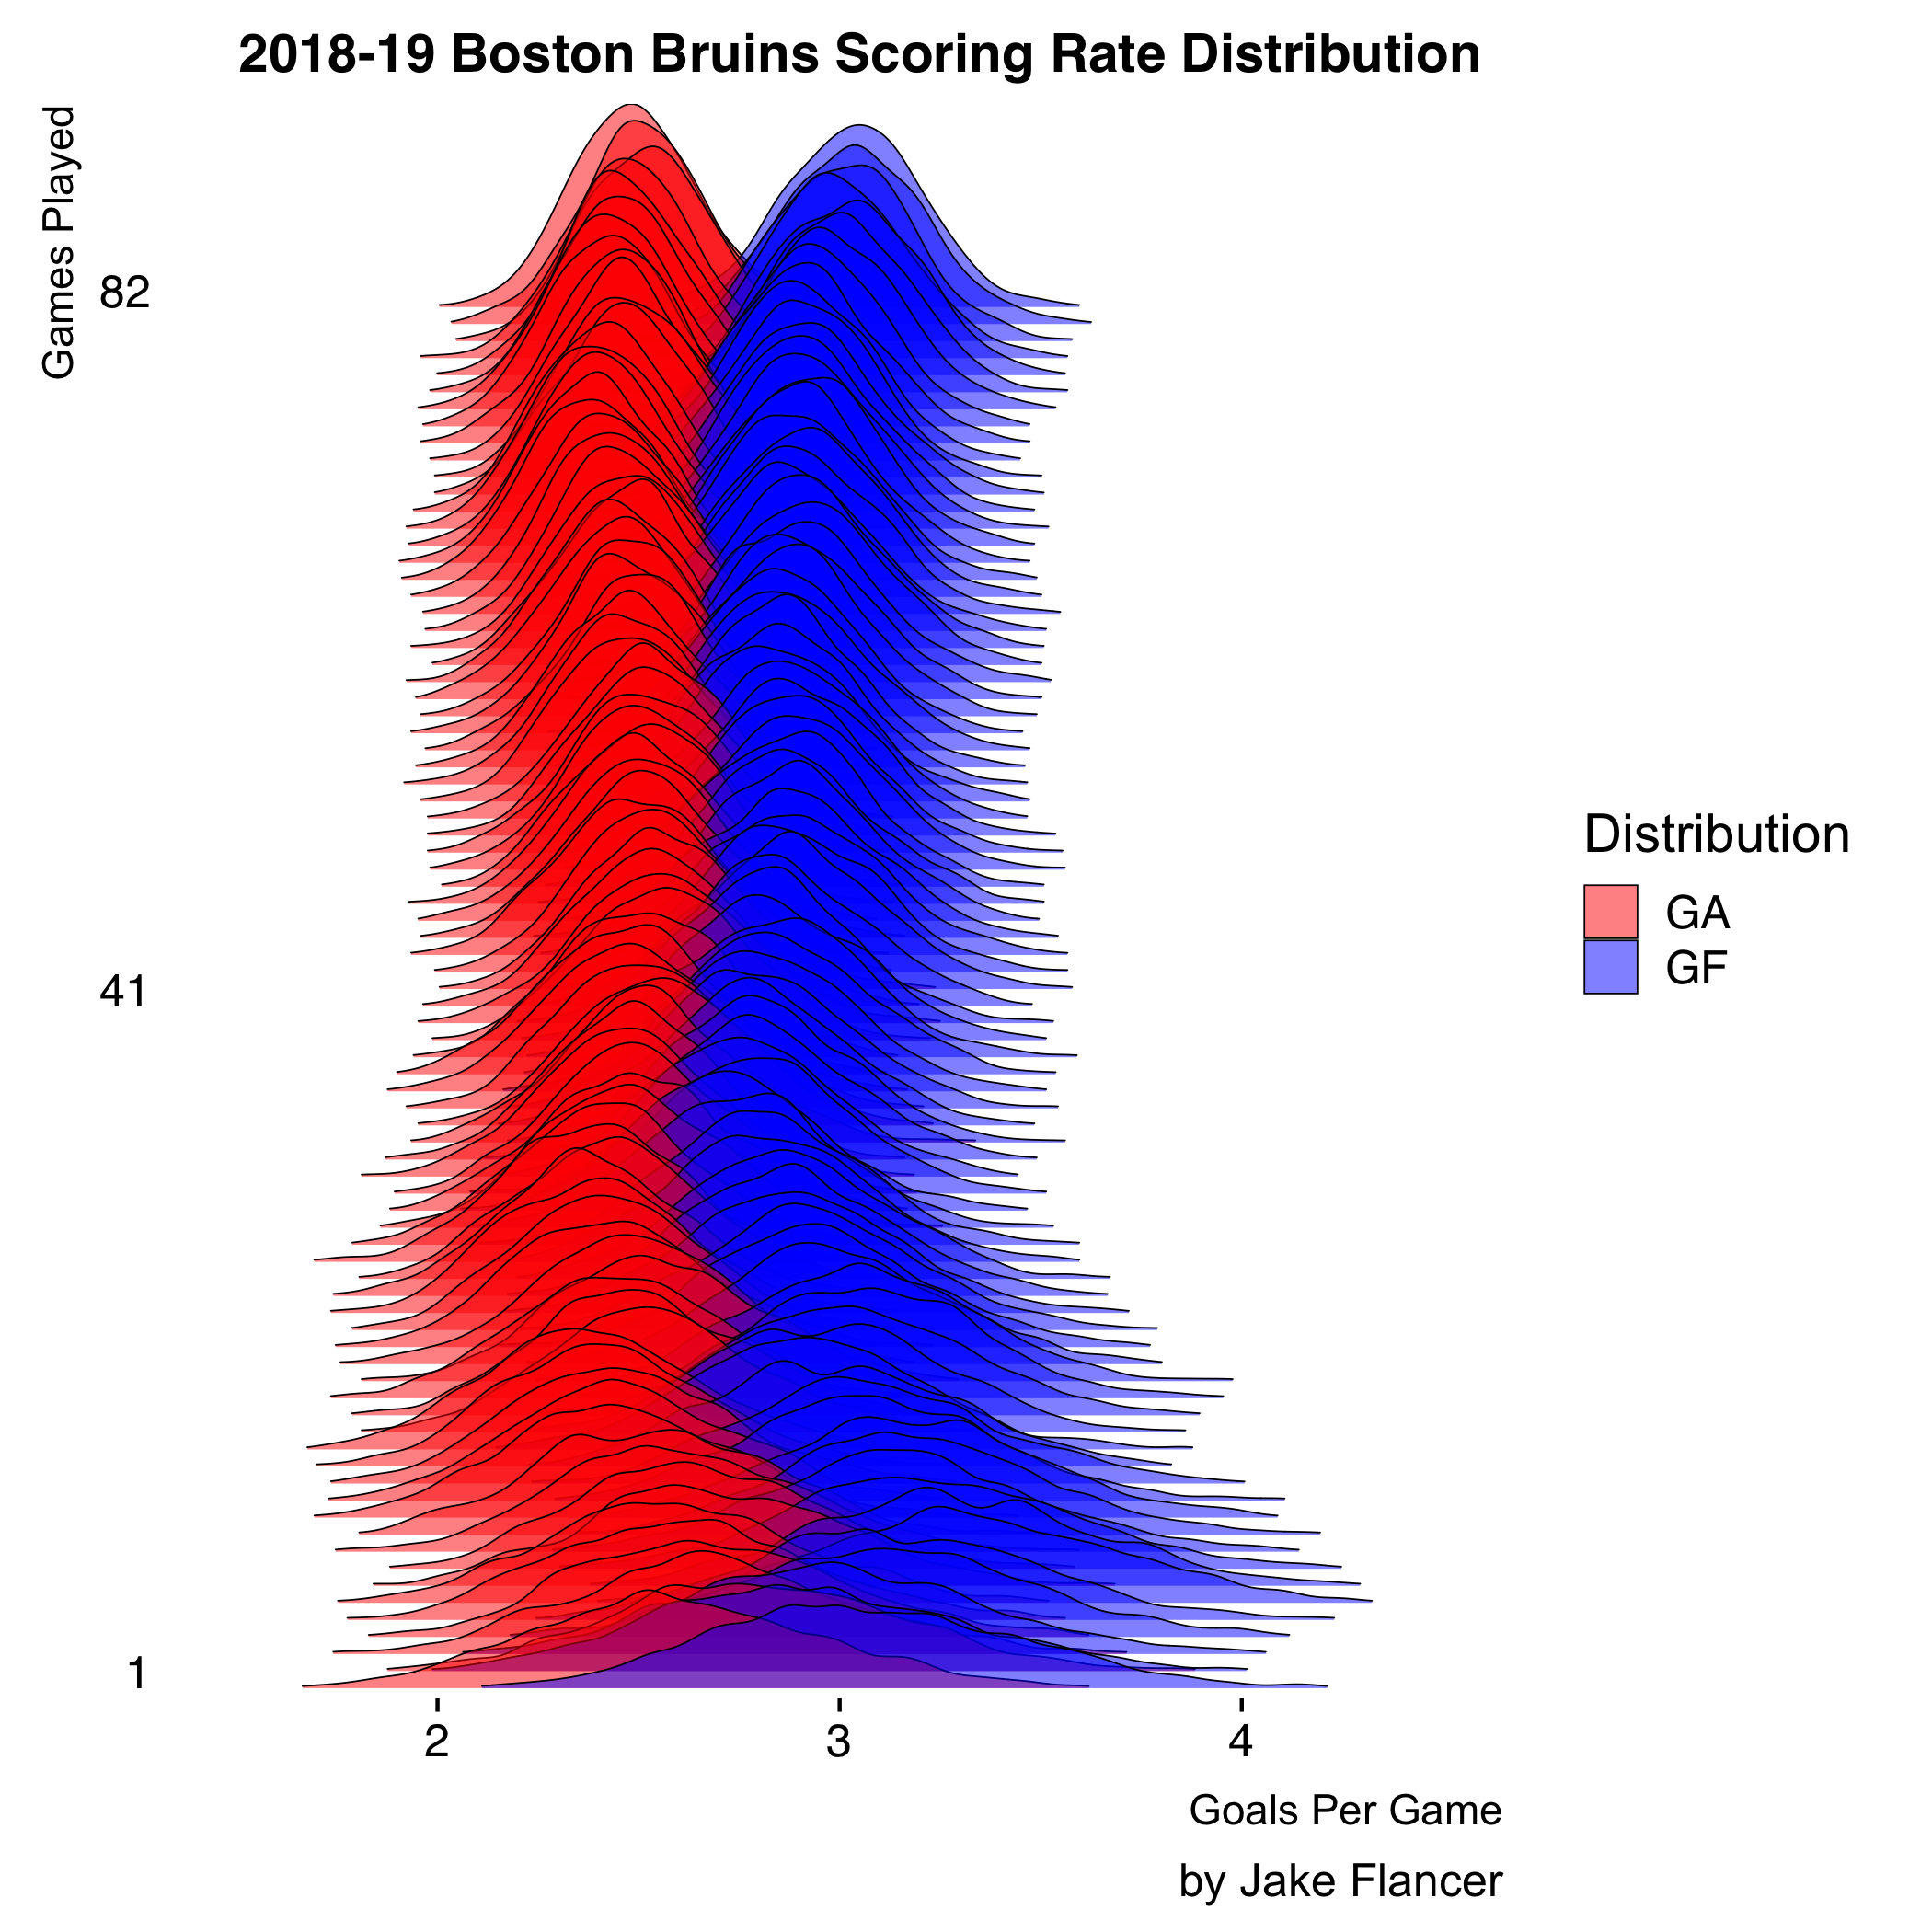 2018-19 Boston Bruins Scoring Rate Distribution
Games Played
82
41
1
2 3 4
Goals Per Game
by Jake Flancer
Distribution
GA
GF